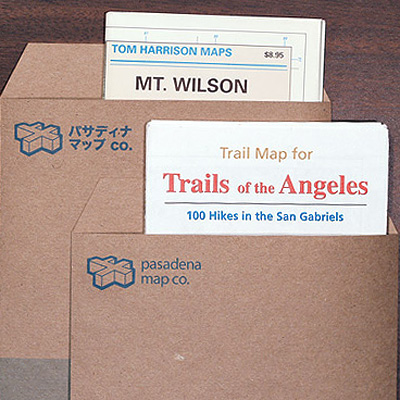 TOM HARRISON MAPS $8.95
MT. WILSON
パサディナ
マップ co.
Trail Map for
Trails of the Angeles
100 Hikes in the San Gabriels
pasadena
map co.